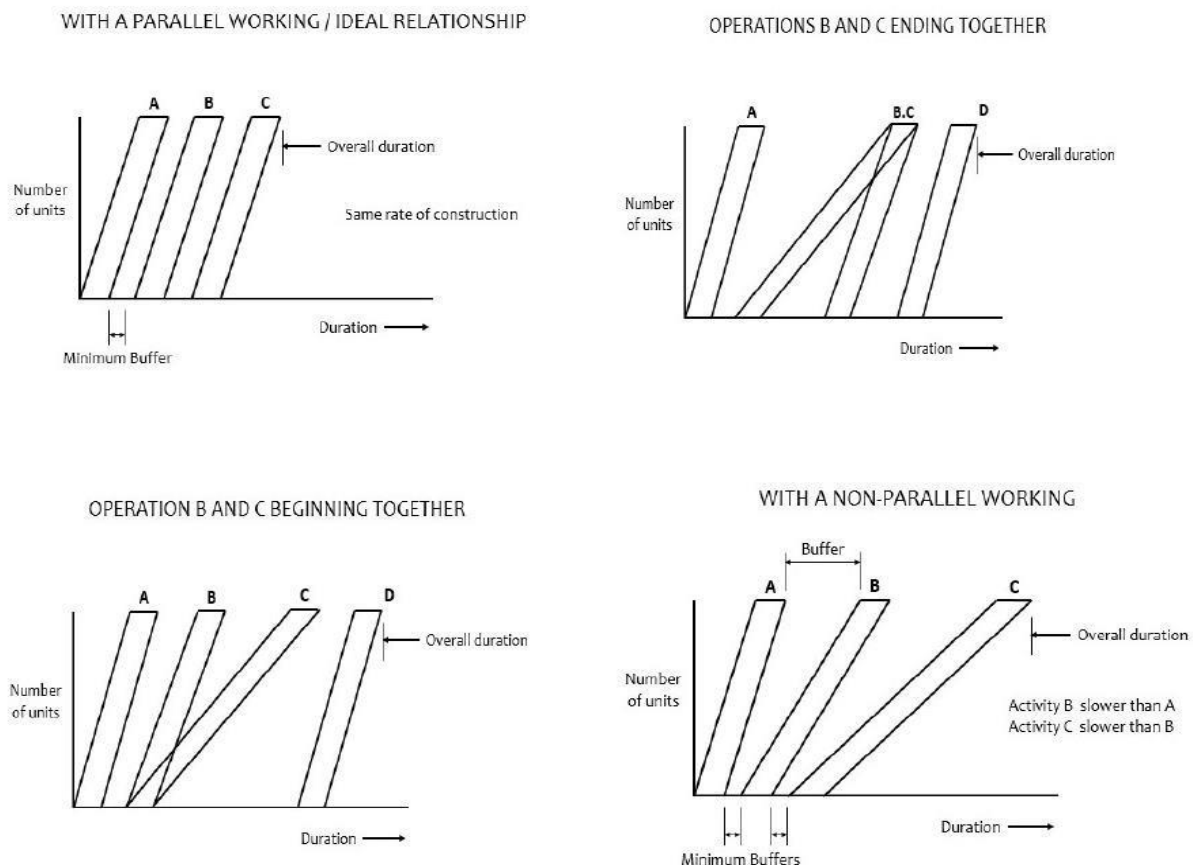 WITH A PARALLEL WORKING / IDEAL RELATIONSHIP
A
B
C
Overall duration
Number
of units
Same rate of construction
Duration
Minimum Buffer
OPERATIONS B AND C ENDING TOGETHER
A
B.C
D
Overall duration
Number
of units
Duration
OPERATION B AND C BEGINNING TOGETHER
A
B
C
D
Overall duration
Number
of units
Duration
WITH A NON-PARALLEL WORKING
Buffer
A
B
C
Overall duration
Number
of units
Activity B slower than A
Activity C slower than B
Duration
Minimum Buffers